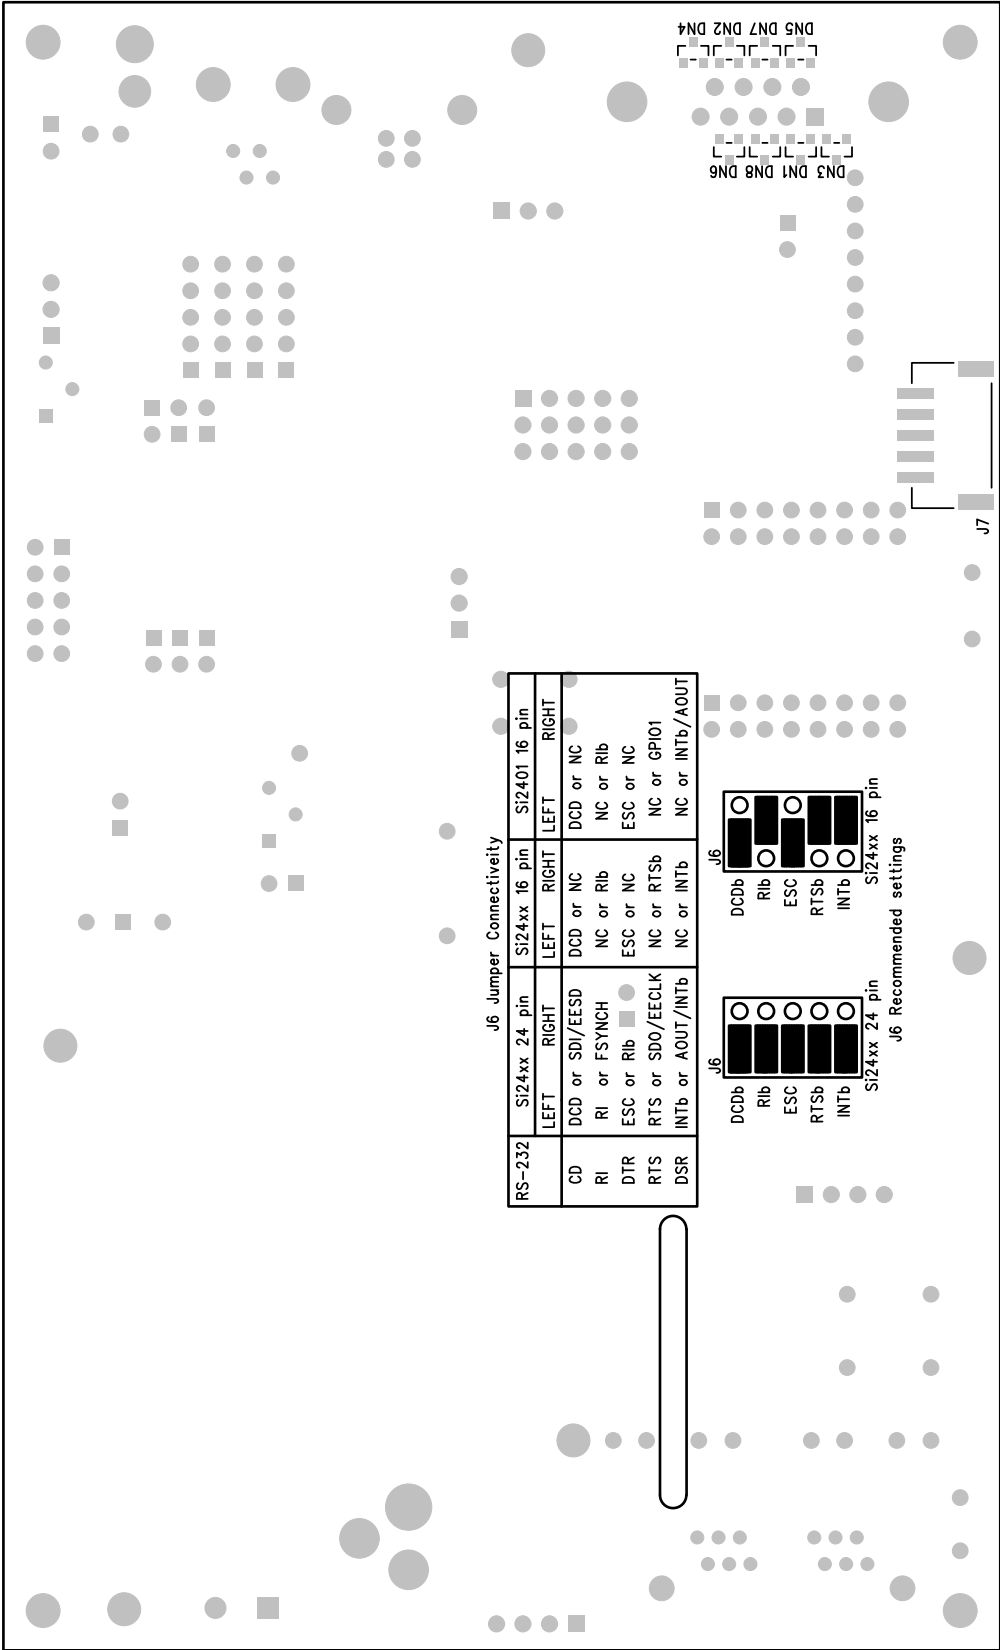 DN4 DN2 DN7 DN5
DN6 DN8 DN1 DN3
J7
J6 Jumper Connectiveity
RS-232 Si24xx 24 pin Si24xx 16 pin Si2401 16 pin
LEFT RIGHT LEFT RIGHT LEFT RIGHT
CD DCD or SDI/EESD DCD or NC DCD or NC
RI RI or FSYNCH NC or RIb NC or RIb
DTR ESC or RIb ESC or NC ESC or NC
RTS RTS or SDO/EECLK NC or RTSb NC or GPIO1
DSR INTb or AOUT/INTb NC or INTb NC or INTb/AOUT
J6
DCDb
RIb
ESC
RTSb
INTb
Si24xx 16 pin
J6
DCDb
RIb
ESC
RTSb
INTb
Si24xx 24 pin
J6 Recommended settings